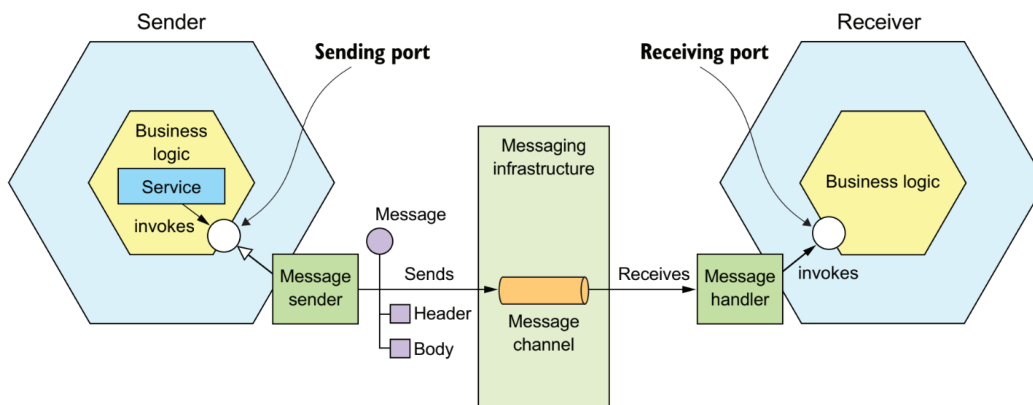 Sender
Receiver
Sending port
Receiving port
Business
logic
Service
invokes
Message
sender
Message
Sends
Header
Body
Messaging
infrastructure
Message
channel
Receives
Message
handler
invokes
Business logic